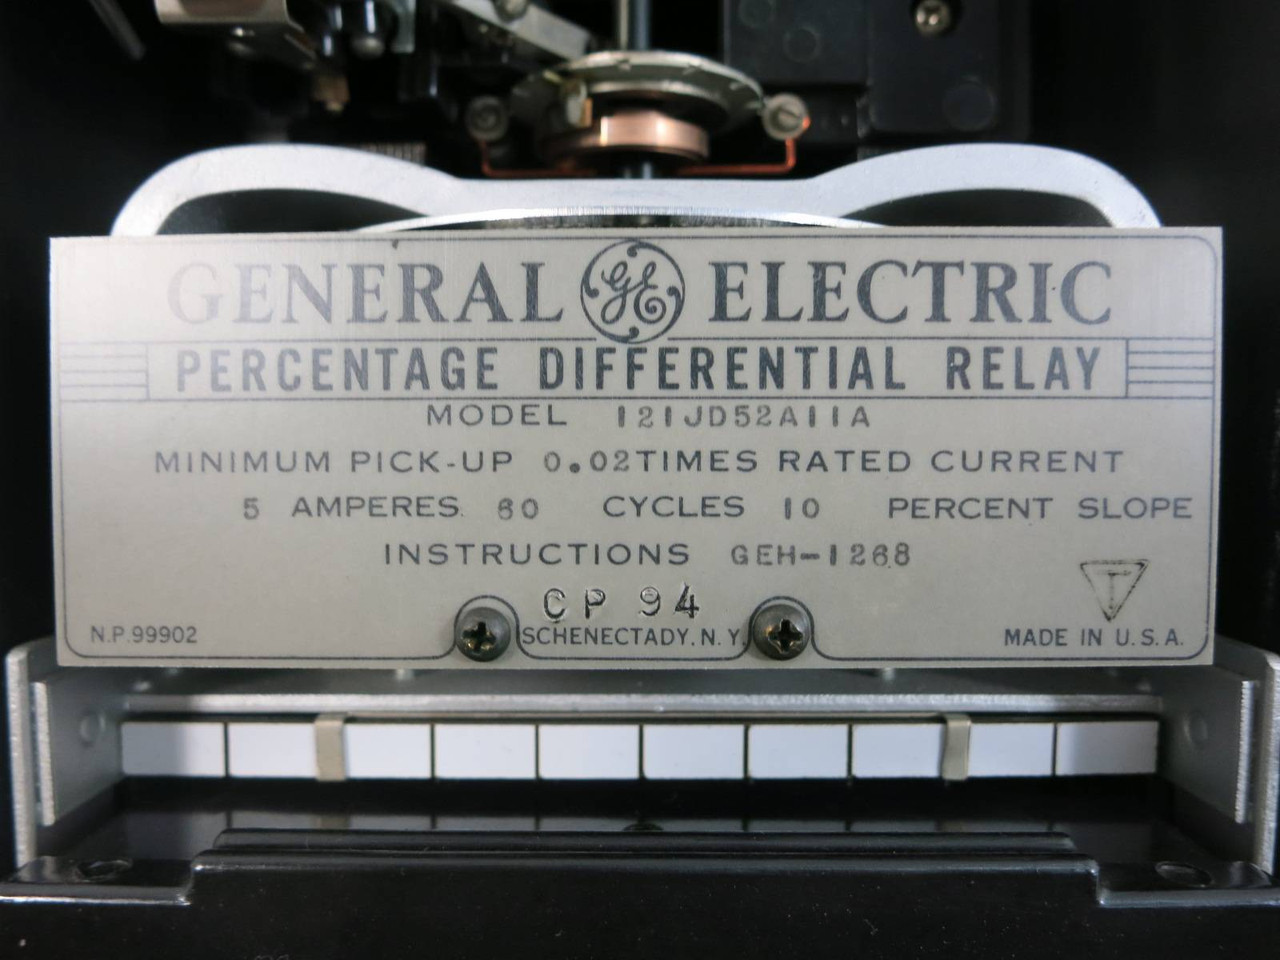 GENERAL GE ELECTRIC
PERCENTAGE DIFFERENTIAL RELAY
MODEL 121JD52A11A
MINIMUM PICK-UP 0.02TIMES RATED CURRENT
5 AMPERES 60 CYCLES 10 PERCENT SLOPE
INSTRUCTIONS GEH-1268
T
CP 94
N.P.99902 SCHENECTADY, N.Y. MADE IN U.S.A.